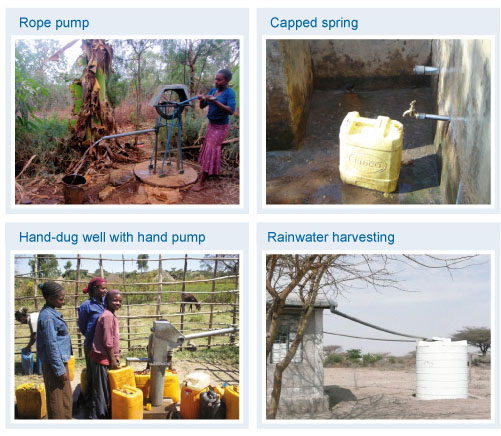 Rope pump
Capped spring
Hand-dug well with hand pump
Rainwater harvesting